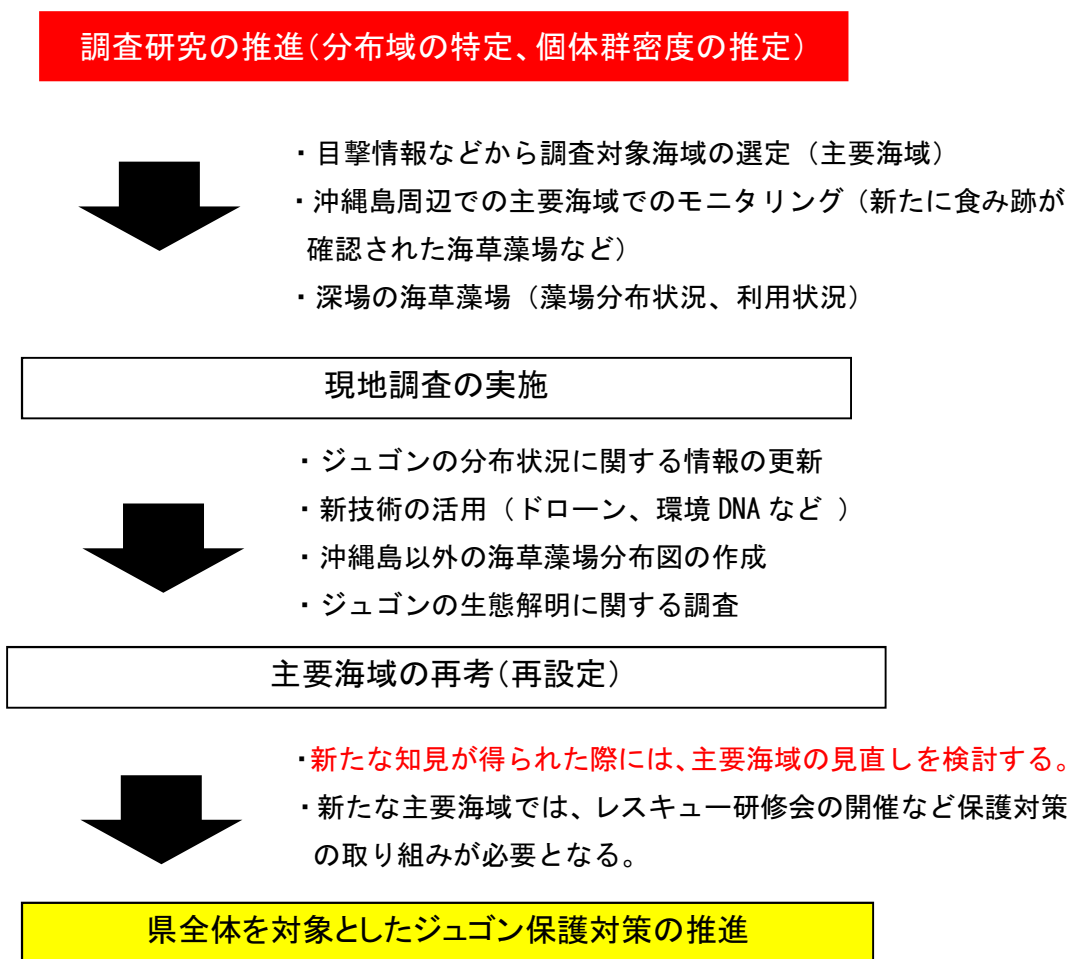 調査研究の推進(分布域の特定、個体群密度の推定)
・目撃情報などから調査対象海域の選定（主要海域）
・沖縄島周辺での主要海域でのモニタリング（新たに食み跡が
確認された海草藻場など）
・深場の海草藻場（藻場分布状況、利用状況）
現地調査の実施
・ジュゴンの分布状況に関する情報の更新
・新技術の活用（ドローン、環境 DNA など ）
・沖縄島以外の海草藻場分布図の作成
・ジュゴンの生態解明に関する調査
主要海域の再考(再設定)
・新たな知見が得られた際には、主要海域の見直しを検討する。
・新たな主要海域では、レスキュー研修会の開催など保護対策
の取り組みが必要となる。
県全体を対象としたジュゴン保護対策の推進